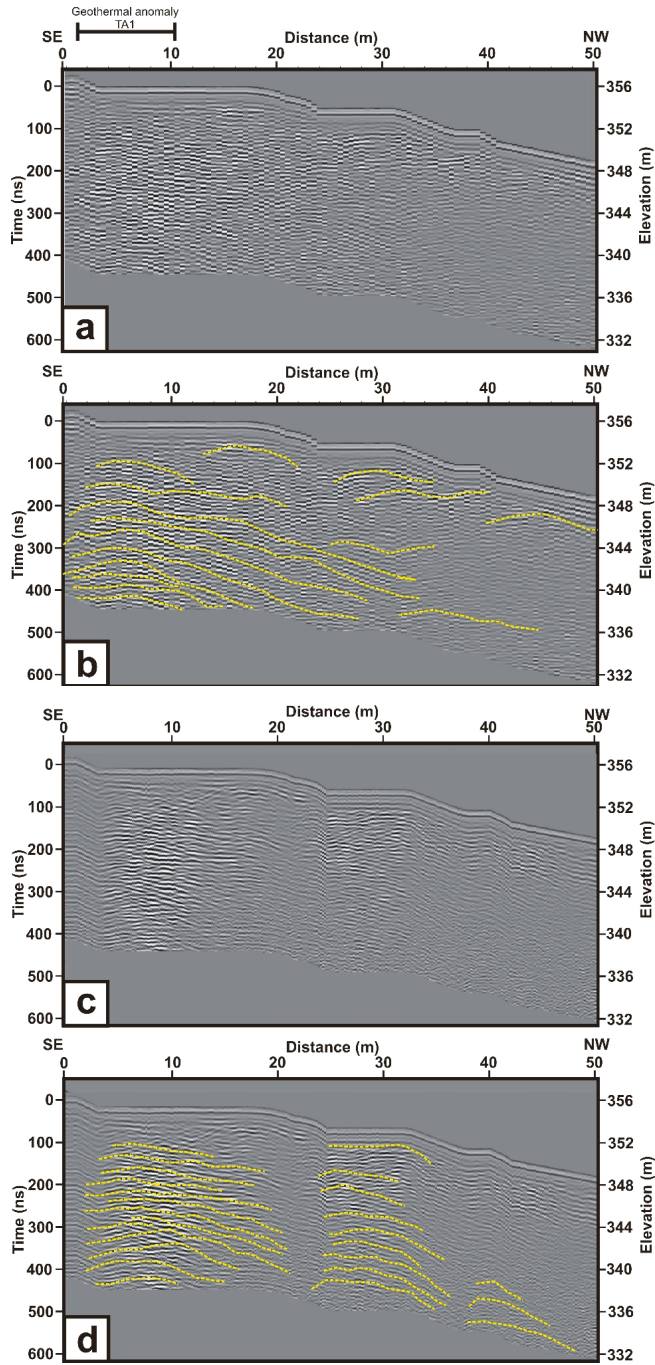 Geothermal anomaly
TA1
SE Distance (m) NW
0 10 20 30 40 50
0 356
100 352
200 348
300 344
400 340
500 336
600 332
Time (ns)
Elevation (m)
a
SE Distance (m) NW
0 10 20 30 40 50
0 356
100 352
200 348
300 344
400 340
500 336
600 332
Time (ns)
Elevation (m)
b
SE Distance (m) NW
0 10 20 30 40 50
0 356
100 352
200 348
300 344
400 340
500 336
600 332
Time (ns)
Elevation (m)
c
SE Distance (m) NW
0 10 20 30 40 50
0 356
100 352
200 348
300 344
400 340
500 336
600 332
Time (ns)
Elevation (m)
d